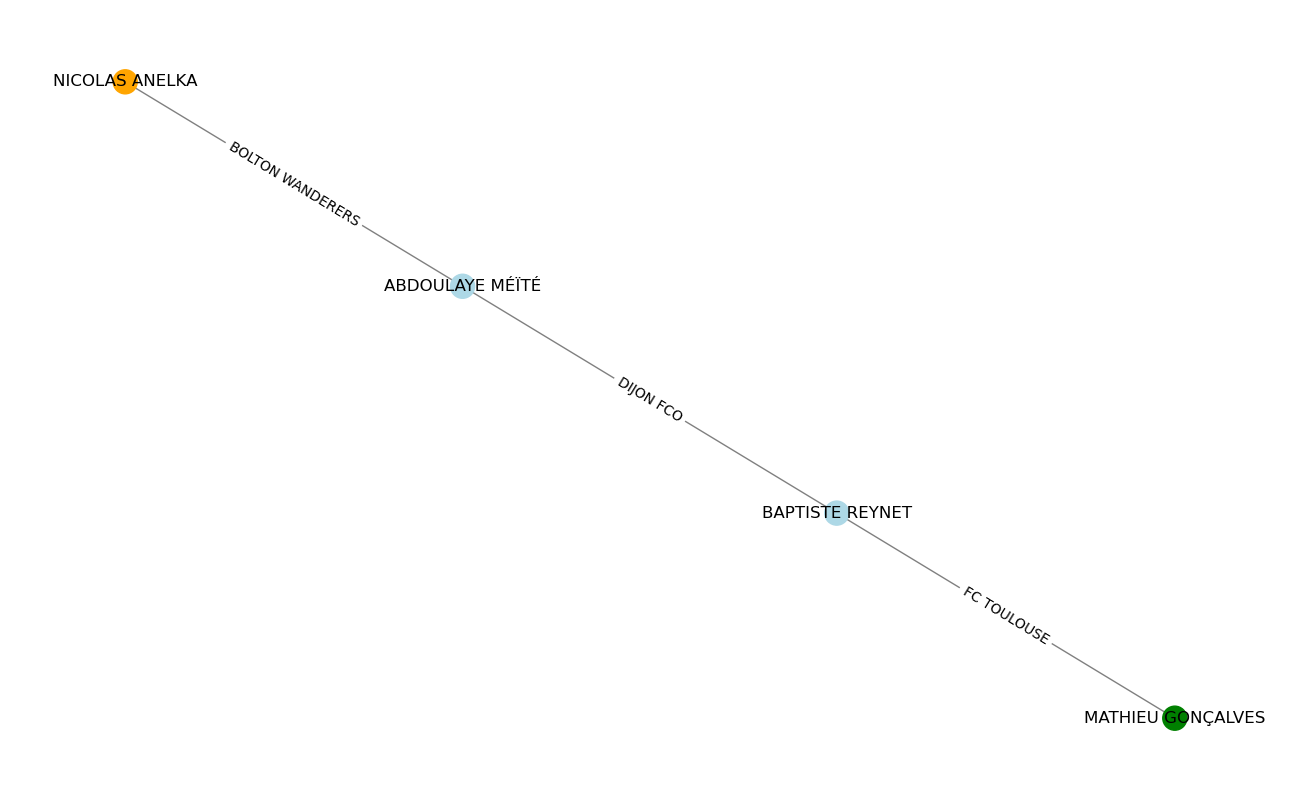 NICOLAS ANELKA
BOLTON WANDERERS
ABDOULAYE MÉÏTÉ
DIJON FCO
BAPTISTE REYNET
FC TOULOUSE
MATHIEU GONÇALVES